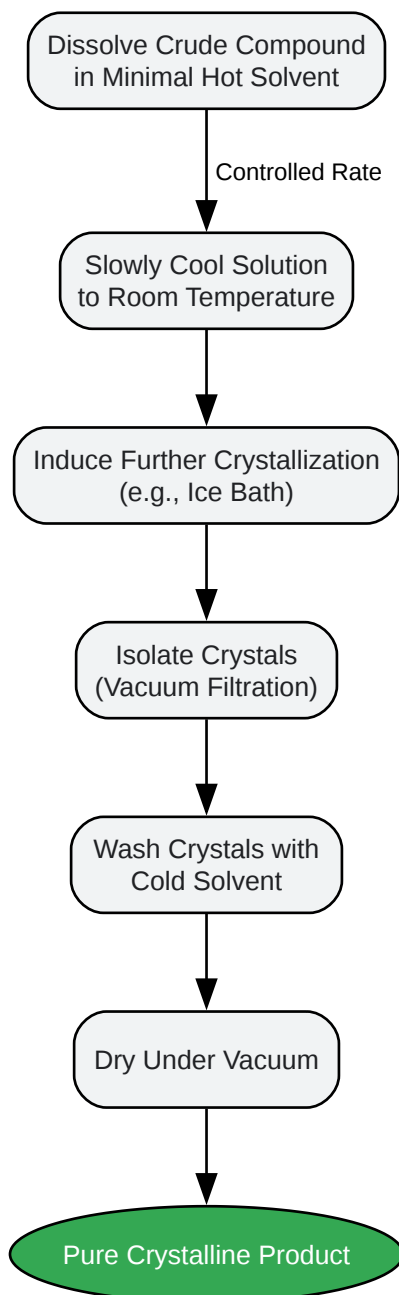 Dissolve Crude Compound
in Minimal Hot Solvent
Controlled Rate
Slowly Cool Solution
to Room Temperature
Induce Further Crystallization
(e.g., Ice Bath)
Isolate Crystals
(Vacuum Filtration)
Wash Crystals with
Cold Solvent
Dry Under Vacuum
Pure Crystalline Product